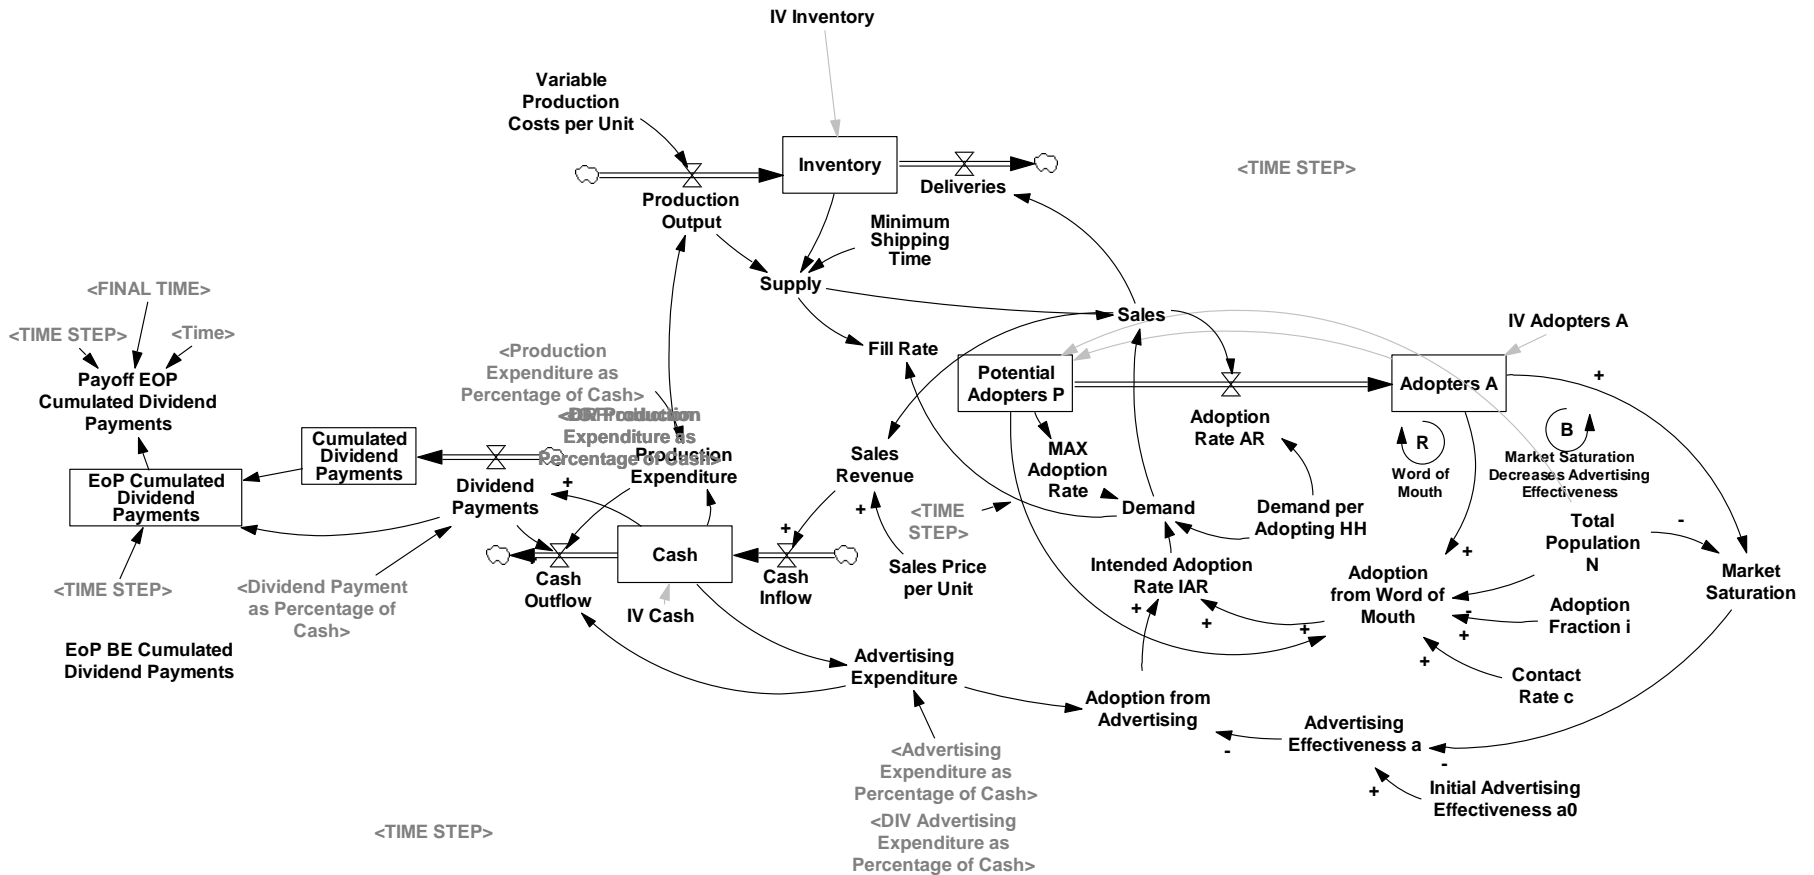 IV Inventory
Variable
Production
Costs per Unit
Inventory
Deliveries
<TIME STEP>
Production
Output
Minimum
Shipping
Time
Supply
Sales
<FINAL TIME>
<TIME STEP>
<Time>
IV Adopters A
Payoff EOP
Cumulated Dividend
Payments
<Production
Expenditure as
Percentage of Cash>
Fill Rate
Potential
Adopters P
Adopters A
+
Expenditure as
Percentage of Cash>
Production
Expenditure
Adoption
Rate AR
R
Word of
Mouth
B
Market Saturation
Decreases Advertising
Effectiveness
Cumulated
Dividend
Payments
EoP Cumulated
Dividend
Payments
Dividend
Payments
+
Sales
Revenue
+
+
MAX
Adoption
Rate
<TIME
STEP>
Demand
Demand per
Adopting HH
Total
Population
N
-
Cash
Cash
Outflow
Cash
Inflow
Sales Price
per Unit
Intended Adoption
Rate IAR
+
+
Adoption
from Word of
Mouth
+
-
+
+
+
Adoption
Fraction i
Market
Saturation
<TIME STEP>
<Dividend Payment
as Percentage of
Cash>
IV Cash
EoP BE Cumulated
Dividend Payments
Advertising
Expenditure
Adoption from
Advertising
Contact
Rate c
Advertising
Effectiveness a
-
-
+
Initial Advertising
Effectiveness a0
<Advertising
Expenditure as
Percentage of Cash>
<DIV Advertising
Expenditure as
Percentage of Cash>
<TIME STEP>